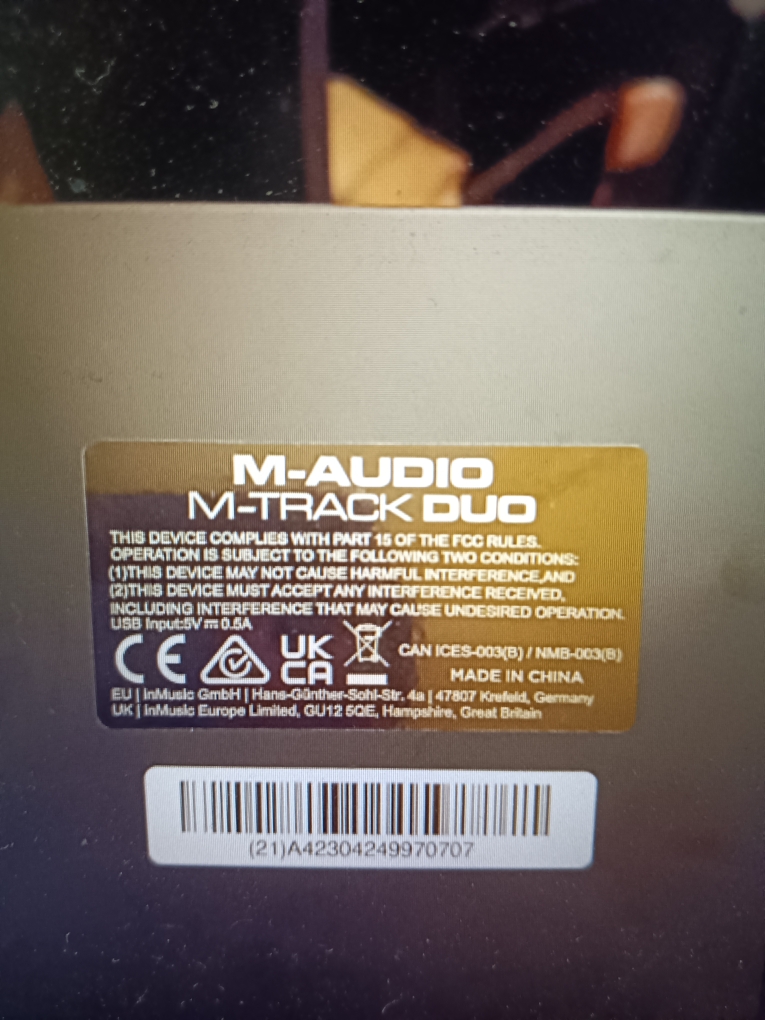 M-AUDIO
M-TRACK DUO
THIS DEVICE COMPLIES WITH PART 15 OF THE FCC RULES.
OPERATION IS SUBJECT TO THE FOLLOWING TWO CONDITIONS:
(1)THIS DEVICE MAY NOT CAUSE HARMFUL INTERFERENCE,AND
(2)THIS DEVICE MUST ACCEPT ANY INTERFERENCE RECEIVED,
INCLUDING INTERFERENCE THAT MAY CAUSE UNDESIRED OPERATION.
USB Input:5V⎓0.5A
CE UK CA CAN ICES-003(B) / NMB-003(B)
MADE IN CHINA
EU | InMusic GmbH | Hans-Günther-Sohl-Str. 4a | 47807 Krefeld, Germany
UK | InMusic Europe Limited, GU12 5QE, Hampshire, Great Britain
(21)A42304249970707